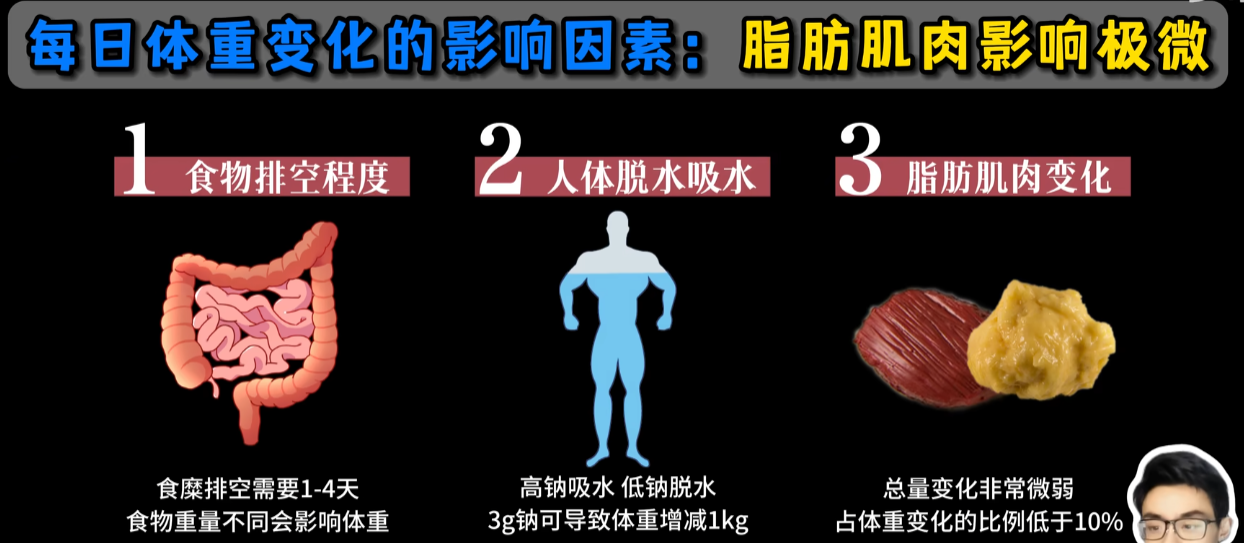 每日体重变化的影响因素：脂肪肌肉影响极微
1 食物排空程度
2 人体脱水吸水
3 脂肪肌肉变化
食糜排空需要1-4天
食物重量不同会影响体重
高钠吸水 低钠脱水
3g钠可导致体重增减1kg
总量变化非常微弱
占体重变化的比例低于10%